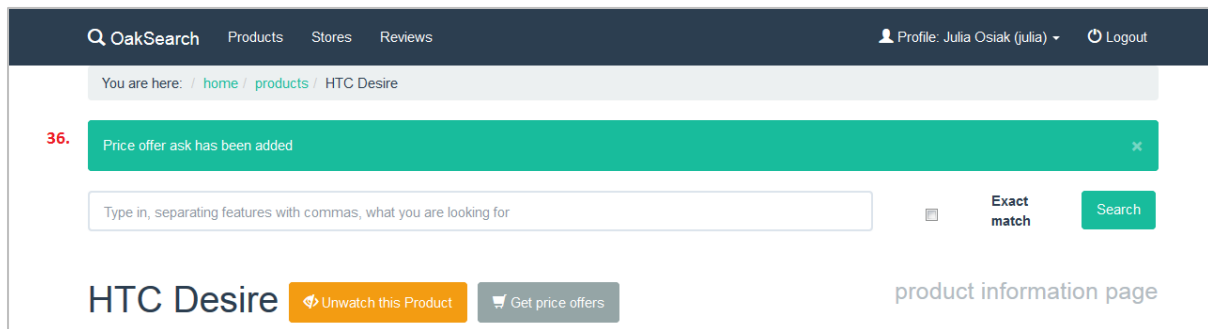 OakSearch Products Stores Reviews Profile: Julia Osiak (julia) Logout
You are here: / home / products / HTC Desire
36. Price offer ask has been added ×
Type in, separating features with commas, what you are looking for
Exact
match
Search
HTC Desire Unwatch this Product Get price offers product information page